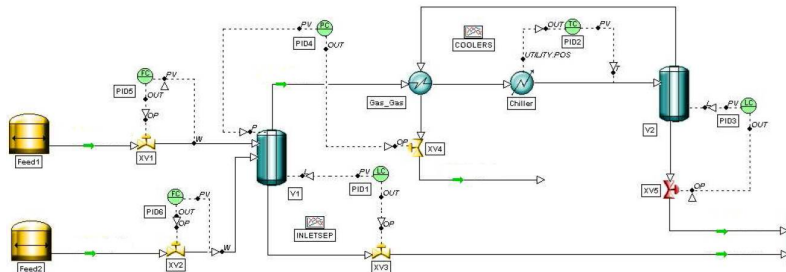 PC
PV
PID4
OUT
COOLERS
TC
PV
OUT
PID2
UTILITY.POS
T
FC
PV
PID5
OUT
OP
P
Gas_Gas
Chiller
L
PV
LC
V2
PID3
OUT
W
OP
XV4
Feed1
XV1
L
PV
LC
V1
PID1
OUT
OP
XV5
FC
PV
PID6
OUT
OP
INLETSEP
OP
W
Feed2
XV2
XV3